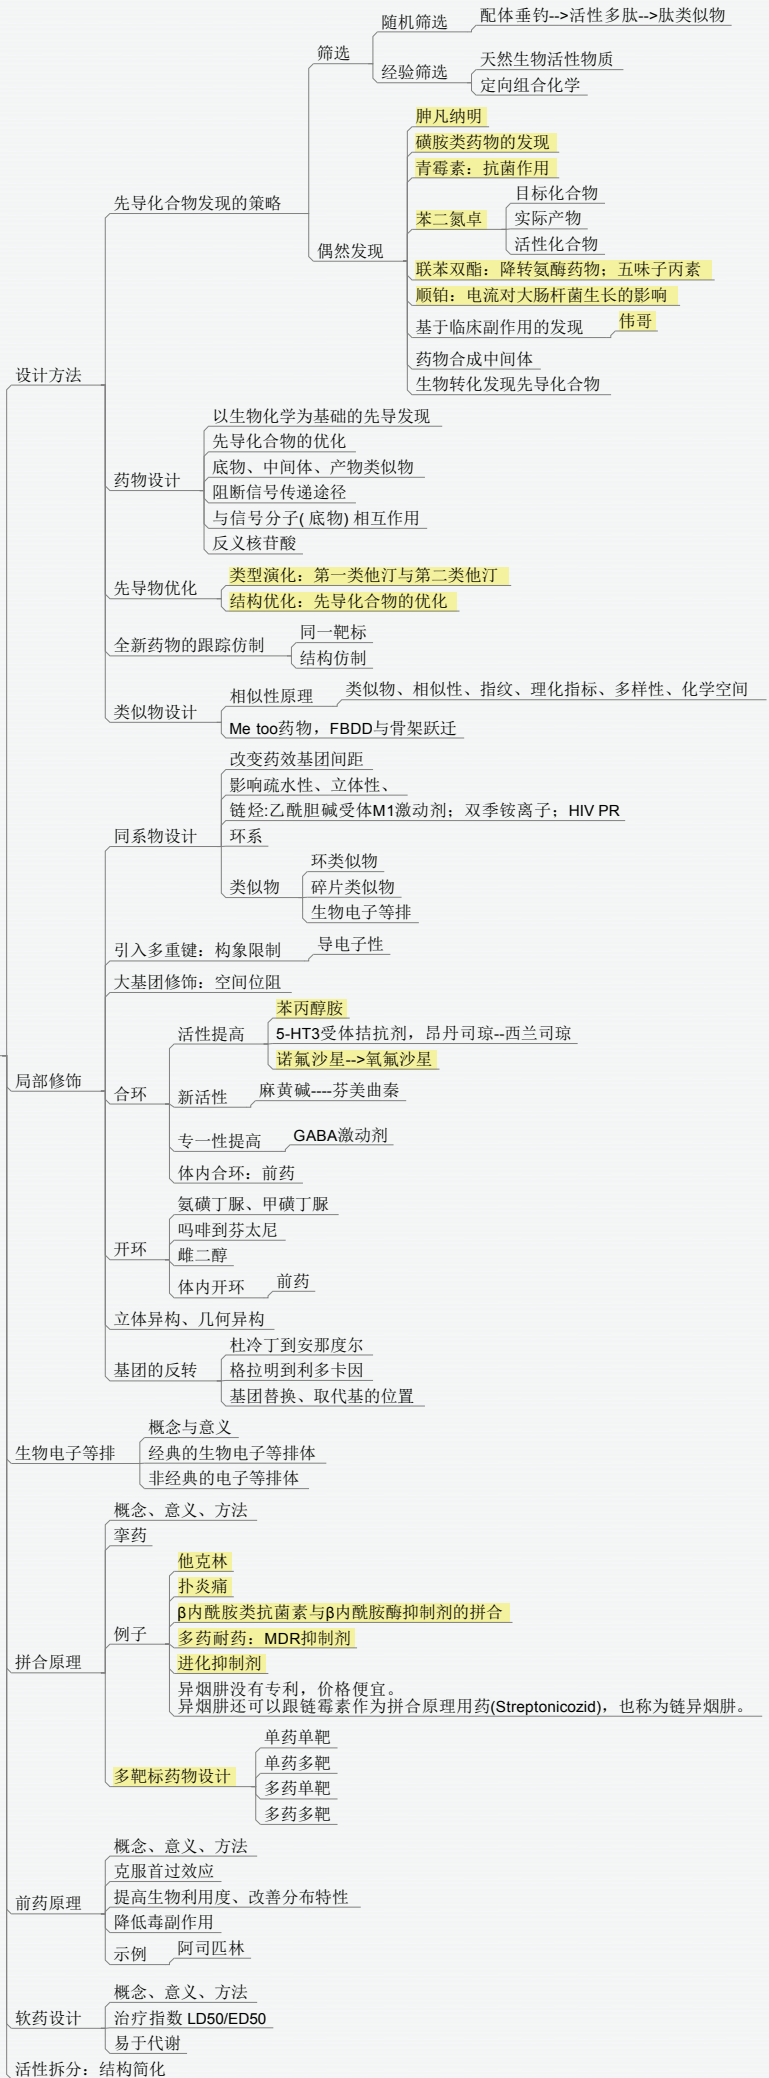 设计方法
先导化合物发现的策略
筛选
随机筛选
配体垂钓-->活性多肽-->肽类似物
经验筛选
天然生物活性物质
定向组合化学
偶然发现
胂凡纳明
磺胺类药物的发现
青霉素：抗菌作用
苯二氮卓
目标化合物
实际产物
活性化合物
联苯双酯：降转氨酶药物；五味子丙素
顺铂：电流对大肠杆菌生长的影响
基于临床副作用的发现
伟哥
药物合成中间体
生物转化发现先导化合物
药物设计
以生物化学为基础的先导发现
先导化合物的优化
底物、中间体、产物类似物
阻断信号传递途径
与信号分子( 底物) 相互作用
反义核苷酸
先导物优化
类型演化：第一类他汀与第二类他汀
结构优化：先导化合物的优化
全新药物的跟踪仿制
同一靶标
结构仿制
类似物设计
相似性原理
类似物、相似性、指纹、理化指标、多样性、化学空间
Me too药物，FBDD与骨架跃迁
局部修饰
同系物设计
改变药效基团间距
影响疏水性、立体性、
链烃:乙酰胆碱受体M1激动剂；双季铵离子；HIV PR
环系
类似物
环类似物
碎片类似物
生物电子等排
引入多重键：构象限制
导电子性
大基团修饰：空间位阻
合环
活性提高
苯丙醇胺
5-HT3受体拮抗剂，昂丹司琼--西兰司琼
诺氟沙星-->氧氟沙星
新活性
麻黄碱----芬美曲秦
专一性提高
GABA激动剂
体内合环：前药
开环
氨磺丁脲、甲磺丁脲
吗啡到芬太尼
雌二醇
体内开环
前药
立体异构、几何异构
基团的反转
杜冷丁到安那度尔
格拉明到利多卡因
基团替换、取代基的位置
生物电子等排
概念与意义
经典的生物电子等排体
非经典的电子等排体
拼合原理
概念、意义、方法
挛药
例子
他克林
扑炎痛
β内酰胺类抗菌素与β内酰胺酶抑制剂的拼合
多药耐药：MDR抑制剂
进化抑制剂
异烟肼没有专利，价格便宜。
异烟肼还可以跟链霉素作为拼合原理用药(Streptonicozid)，也称为链异烟肼。
多靶标药物设计
单药单靶
单药多靶
多药单靶
多药多靶
前药原理
概念、意义、方法
克服首过效应
提高生物利用度、改善分布特性
降低毒副作用
示例
阿司匹林
软药设计
概念、意义、方法
治疗指数 LD50/ED50
易于代谢
活性拆分：结构简化